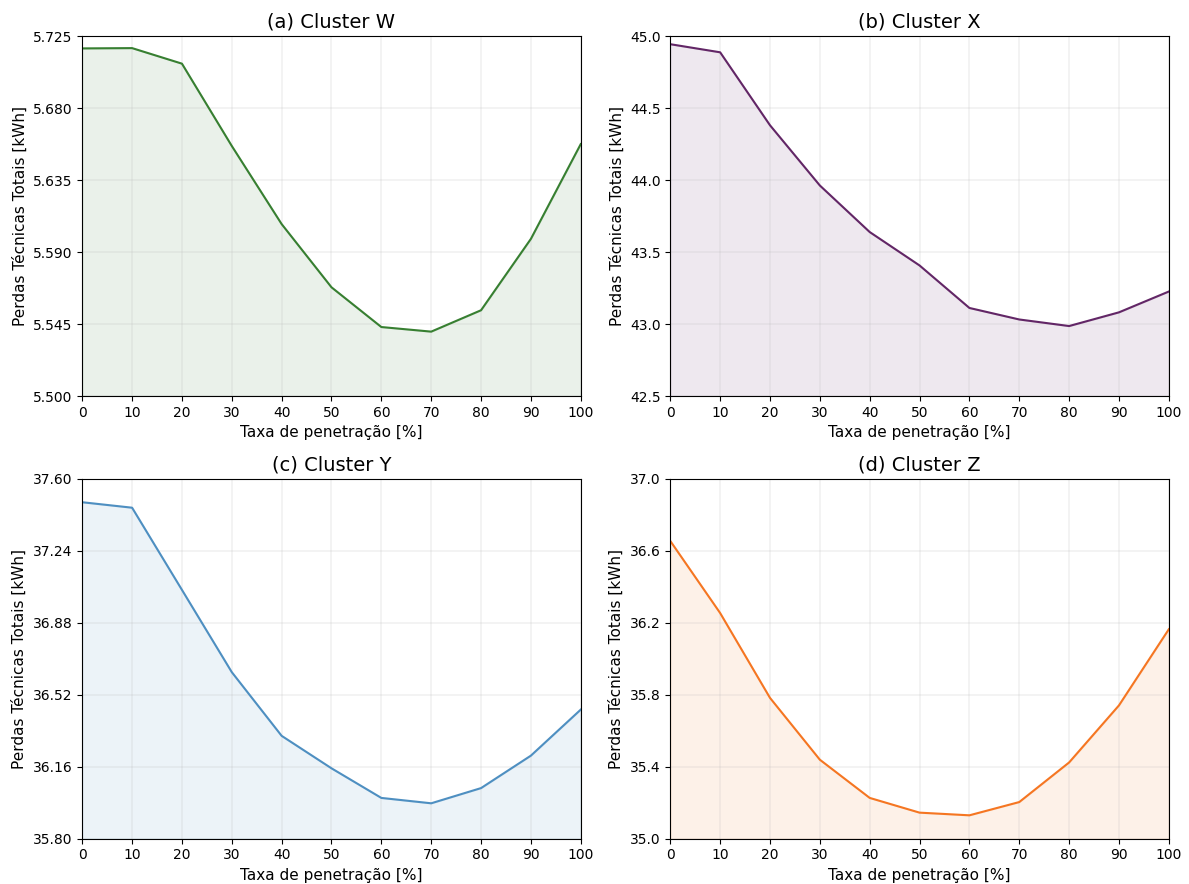 (a) Cluster W
5.725
5.680
5.635
5.590
5.545
5.500
Perdas Técnicas Totais [kWh]
0 10 20 30 40 50 60 70 80 90 100
Taxa de penetração [%]
(b) Cluster X
45.0
44.5
44.0
43.5
43.0
42.5
Perdas Técnicas Totais [kWh]
0 10 20 30 40 50 60 70 80 90 100
Taxa de penetração [%]
(c) Cluster Y
37.60
37.24
36.88
36.52
36.16
35.80
Perdas Técnicas Totais [kWh]
0 10 20 30 40 50 60 70 80 90 100
Taxa de penetração [%]
(d) Cluster Z
37.0
36.6
36.2
35.8
35.4
35.0
Perdas Técnicas Totais [kWh]
0 10 20 30 40 50 60 70 80 90 100
Taxa de penetração [%]